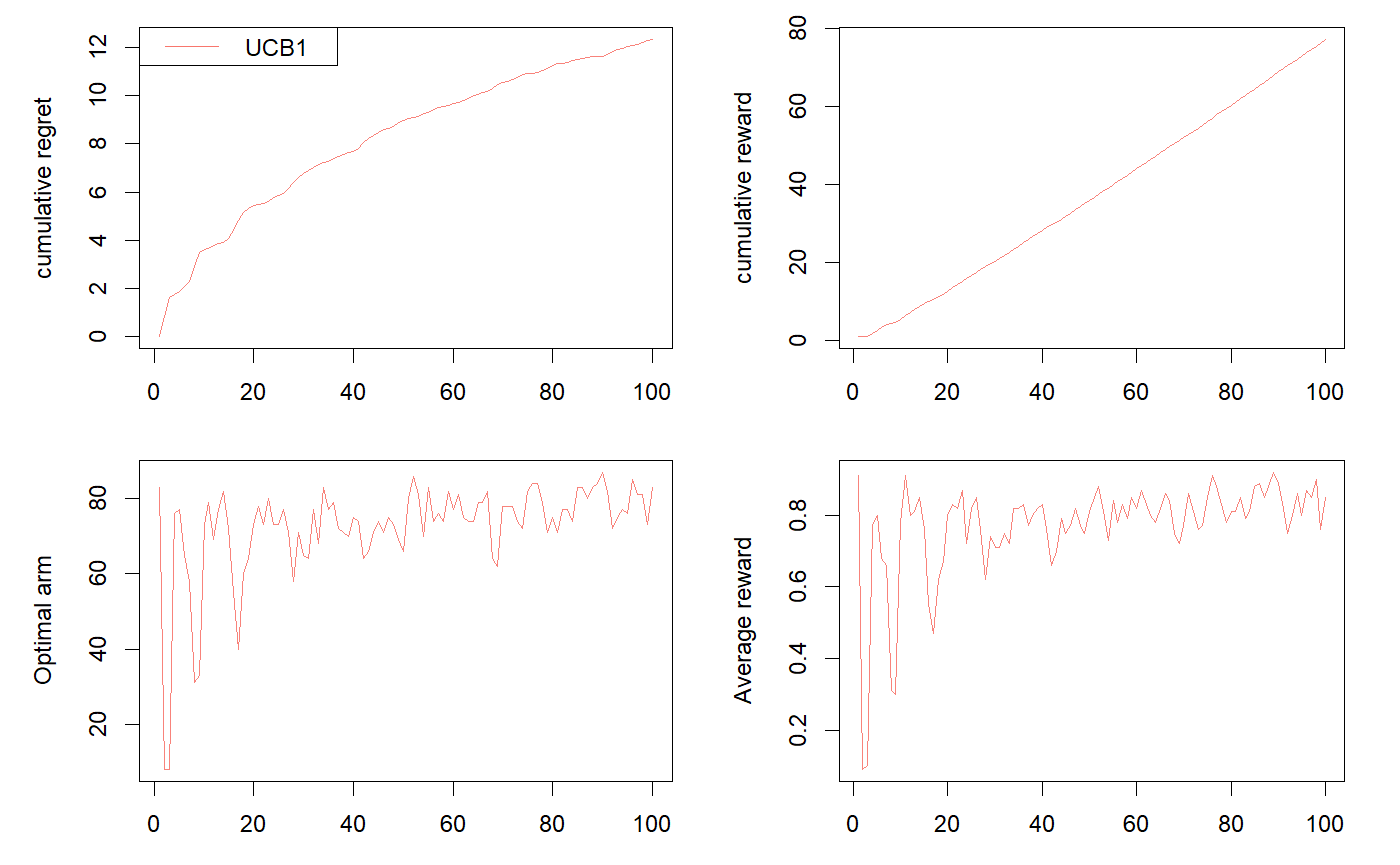 UCB1
cumulative regret
0 2 4 6 8 10 12
0 20 40 60 80 100
cumulative reward
0 20 40 60 80
0 20 40 60 80 100
Optimal arm
20 40 60 80
0 20 40 60 80 100
Average reward
0.2 0.4 0.6 0.8
0 20 40 60 80 100